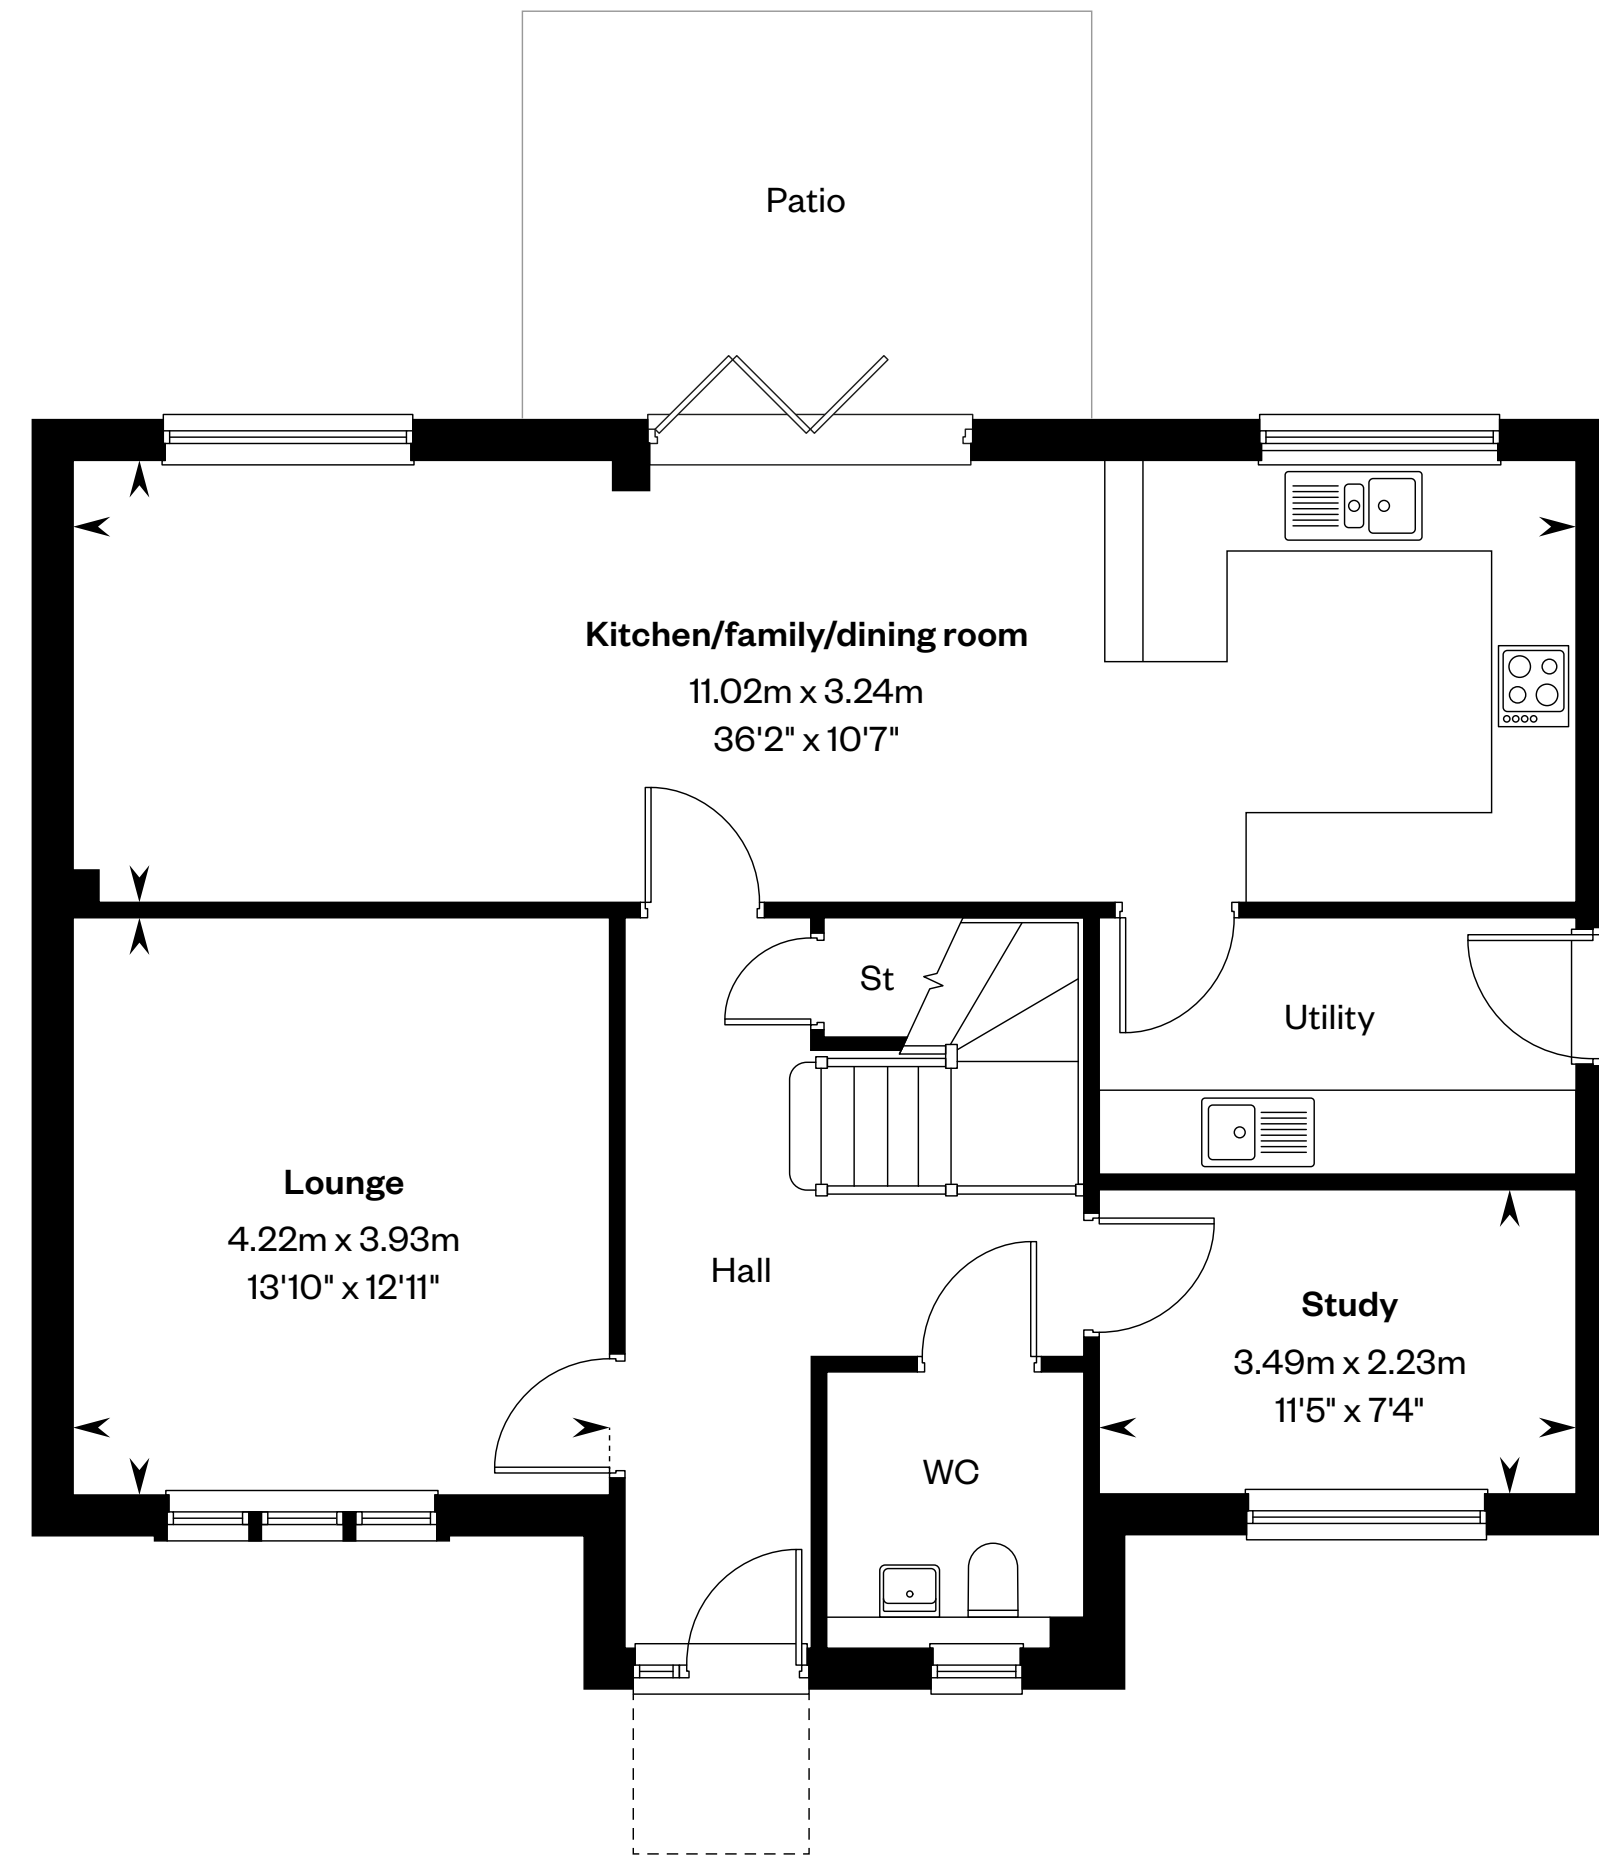 Patio
Kitchen/family/dining room
11.02m x 3.24m
36'2" x 10'7"
St
Utility
Lounge
4.22m x 3.93m
13'10" x 12'11"
Hall
Study
3.49m x 2.23m
11'5" x 7'4"
WC